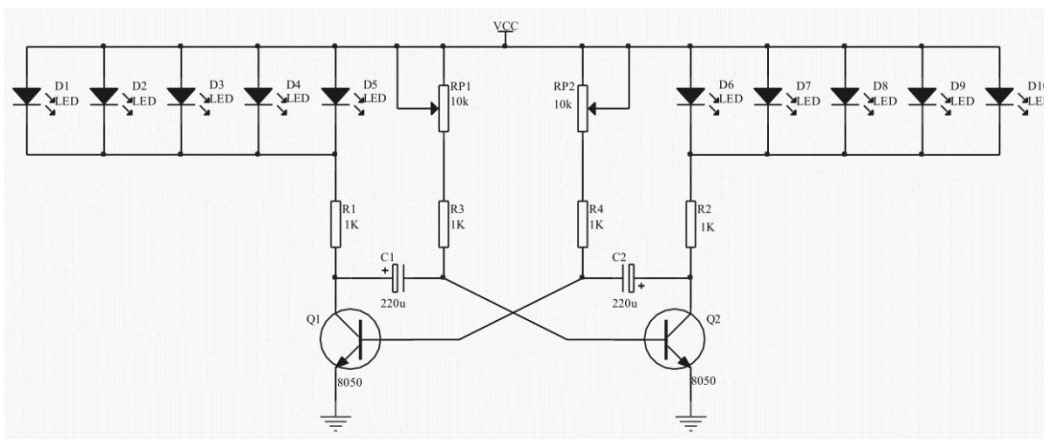 VCC
D1
LED
D2
LED
D3
LED
D4
LED
D5
LED
RP1
10k
RP2
10k
D6
LED
D7
LED
D8
LED
D9
LED
D10
LED
R1
1K
R3
1K
R4
1K
R2
1K
C1
+
220u
C2
+
220u
Q1
8050
Q2
8050